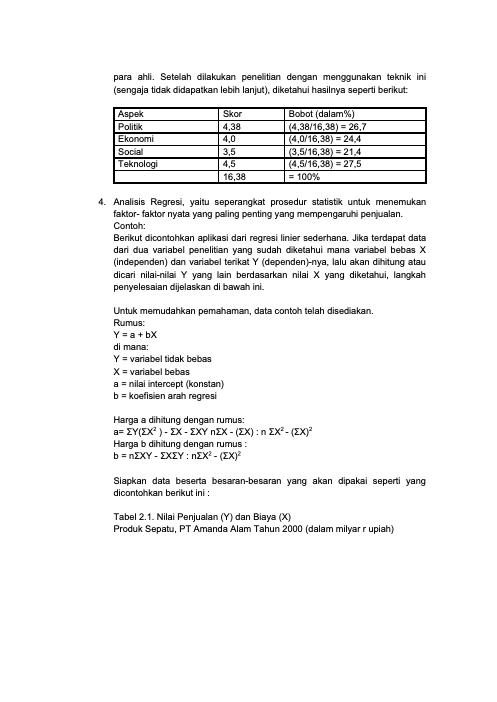 para ahli. Setelah dilakukan penelitian dengan menggunakan teknik ini
(sengaja tidak didapatkan lebih lanjut), diketahui hasilnya seperti berikut:
Aspek Skor Bobot (dalam%)
Politik 4,38 (4,38/16,38) = 26,7
Ekonomi 4,0 (4,0/16,38) = 24,4
Social 3,5 (3,5/16,38) = 21,4
Teknologi 4,5 (4,5/16,38) = 27,5
16,38 = 100%
4. Analisis Regresi, yaitu seperangkat prosedur statistik untuk menemukan
faktor- faktor nyata yang paling penting yang mempengaruhi penjualan.
Contoh:
Berikut dicontohkan aplikasi dari regresi linier sederhana. Jika terdapat data
dari dua variabel penelitian yang sudah diketahui mana variabel bebas X
(independen) dan variabel terikat Y (dependen)-nya, lalu akan dihitung atau
dicari nilai-nilai Y yang lain berdasarkan nilai X yang diketahui, langkah
penyelesaian dijelaskan di bawah ini.
Untuk memudahkan pemahaman, data contoh telah disediakan.
Rumus:
Y = a + bX
di mana:
Y = variabel tidak bebas
X = variabel bebas
a = nilai intercept (konstan)
b = koefisien arah regresi
Harga a dihitung dengan rumus:
a= ΣY(ΣX² ) - ΣX - ΣXY nΣX - (ΣX) : n ΣX² - (ΣX)²
Harga b dihitung dengan rumus :
b = nΣXY - ΣXΣY : nΣX² - (ΣX)²
Siapkan data beserta besaran-besaran yang akan dipakai seperti yang
dicontohkan berikut ini :
Tabel 2.1. Nilai Penjualan (Y) dan Biaya (X)
Produk Sepatu, PT Amanda Alam Tahun 2000 (dalam milyar r upiah)